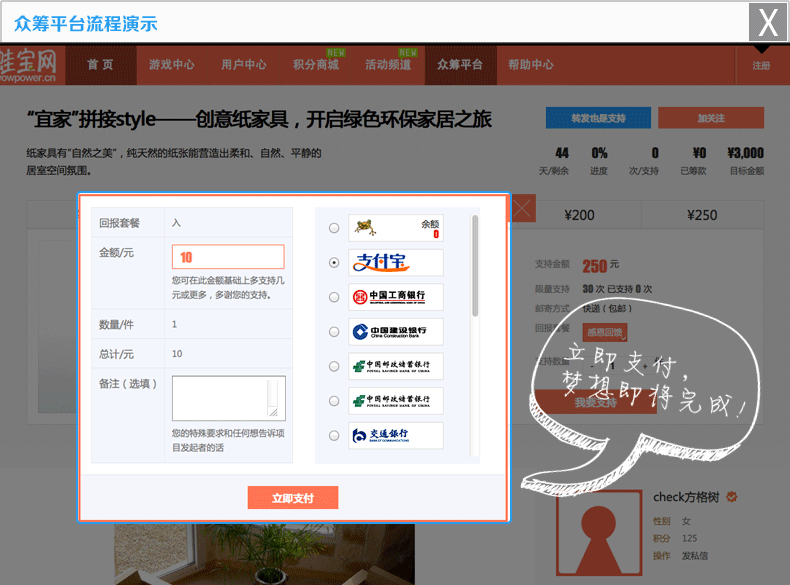 众筹平台流程演示
X
哇宝网
wowpower.cn
首 页
游戏中心
用户中心
积分商城
NEW
活动频道
NEW
众筹平台
帮助中心
注册
“宜家”拼接style——创意纸家具，开启绿色环保家居之旅
转发也是支持
加关注
纸家具有“自然之美”，纯天然的纸张能营造出柔和、自然、平静的
居室空间氛围。
44
0%
0
¥0
¥3,000
天/剩余
进度
次/支持
已筹款
目标金额
¥200
¥250
回报套餐
入
金额/元
10
您可在此金额基础上多支持几
元或更多，多谢您的支持。
数量/件
1
总计/元
10
备注（选填）
您的特殊要求和任何想告诉项
目发起者的话
余额
0
支付宝
中国工商银行
中国建设银行
China Construction Bank
中国邮政储蓄银行
POSTAL SAVINGS BANK OF CHINA
中国邮政储蓄银行
POSTAL SAVINGS BANK OF CHINA
交通银行
BANK OF COMMUNICATIONS
立即支付
支持金额
250元
限量支持
30 次 已支持 0 次
邮寄方式
快递（包邮）
回报套餐
感恩回馈
支持数量
1
我要支持
立即支付，
梦想即将完成！
check方格树
性别 女
积分 125
操作 发私信